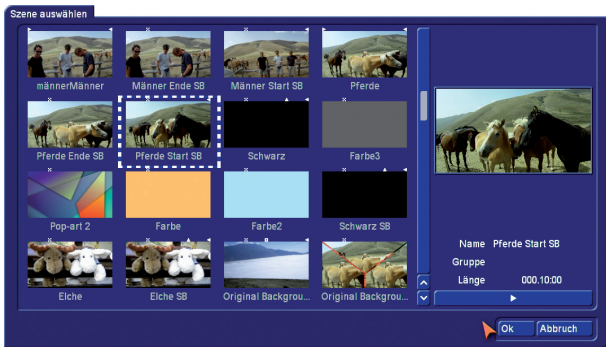 Szene auswählen
männerMänner
Männer Ende SB
Männer Start SB
Pferde
Pferde Ende SB
Pferde Start SB
Schwarz
Farbe3
Pop-art 2
Farbe
Farbe2
Schwarz SB
Elche
Elche SB
Original Backgrou...
Original Backgrou...
Name Pferde Start SB
Gruppe
Länge 000.10:00
Ok
Abbruch